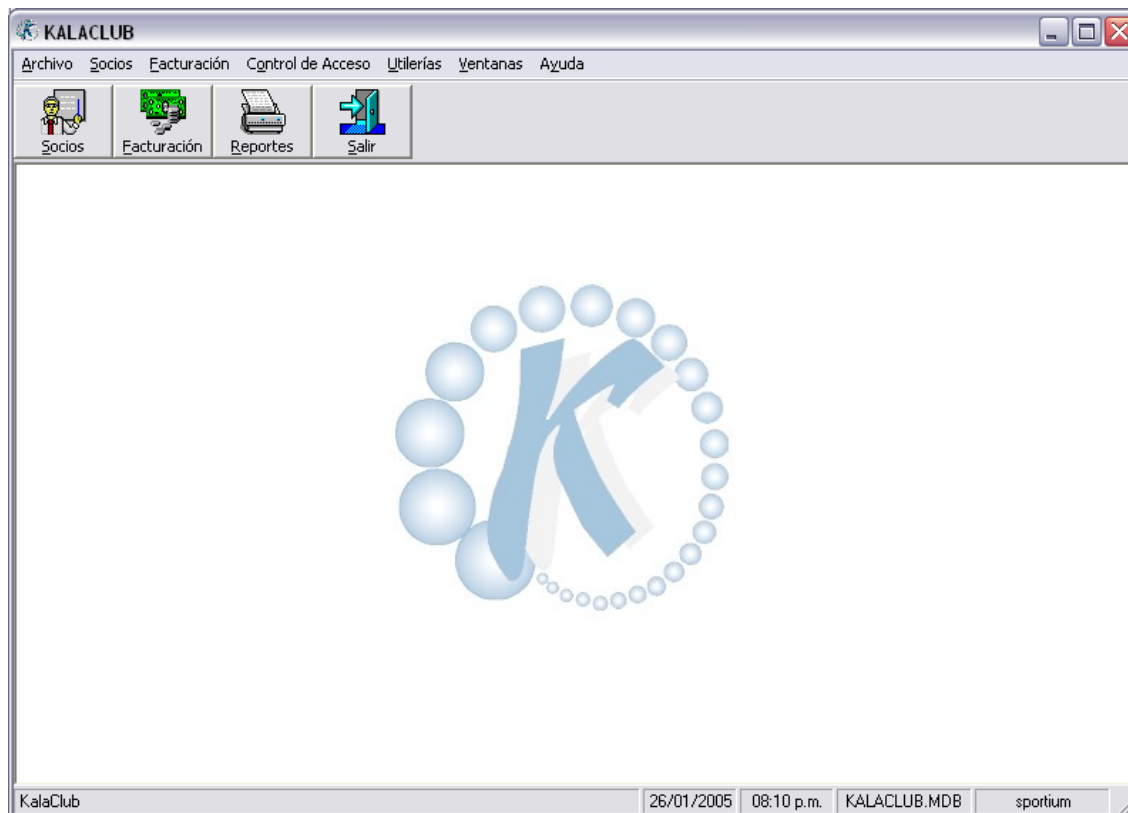 KALACLUB
Archivo Socios Facturación Control de Acceso Utilerías Ventanas Ayuda
Socios Facturación Reportes Salir
K
KalaClub 26/01/2005 08:10 p.m. KALACLUB.MDB sportium